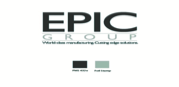 EPIC
GROUP
World class manufacturing. Cutting edge solutions.